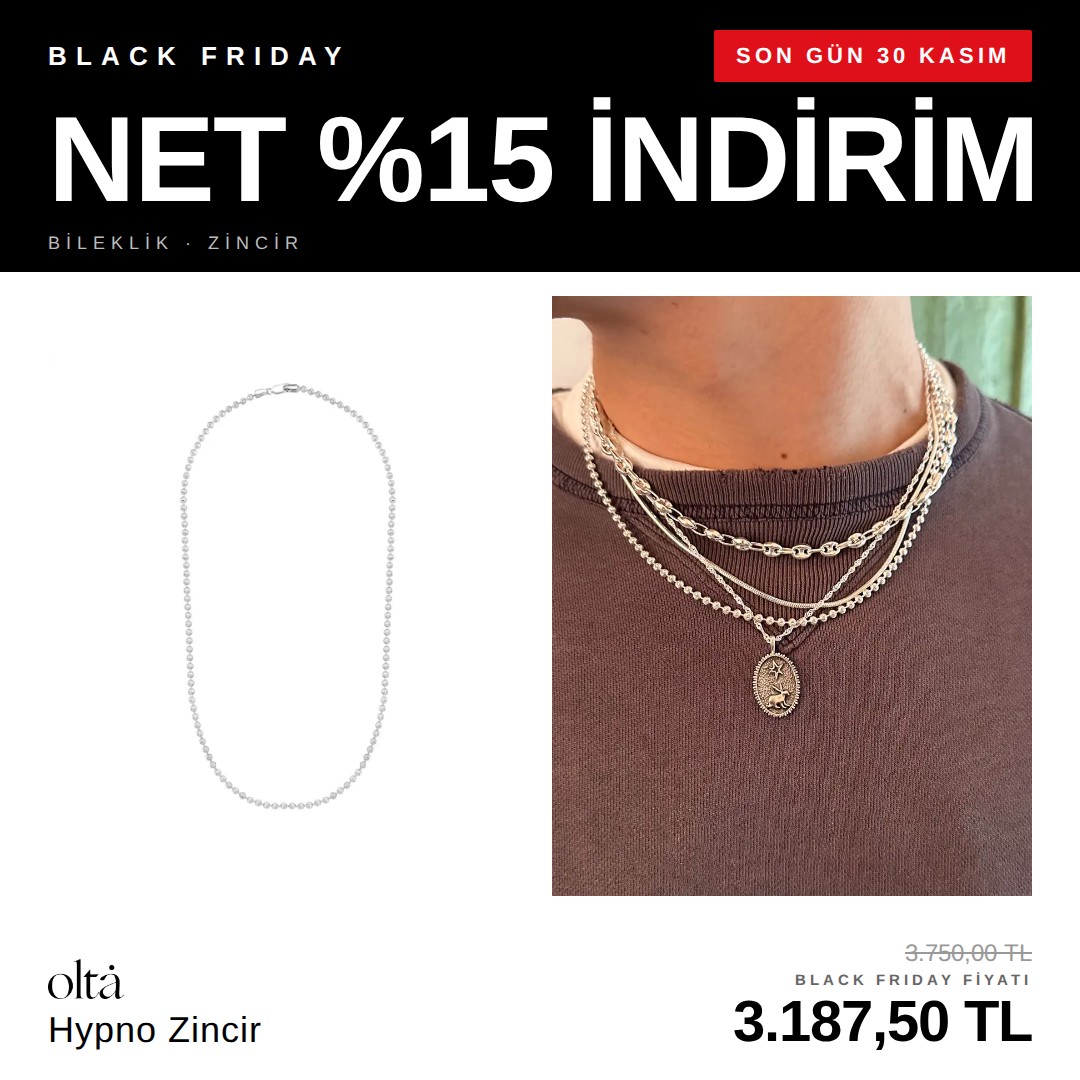 BLACK FRIDAY
SON GÜN 30 KASIM
NET %15 İNDİRİM
BİLEKLİK · ZİNCİR
3.750,00 TL
BLACK FRIDAY FİYATI
3.187,50 TL
olta
Hypno Zincir